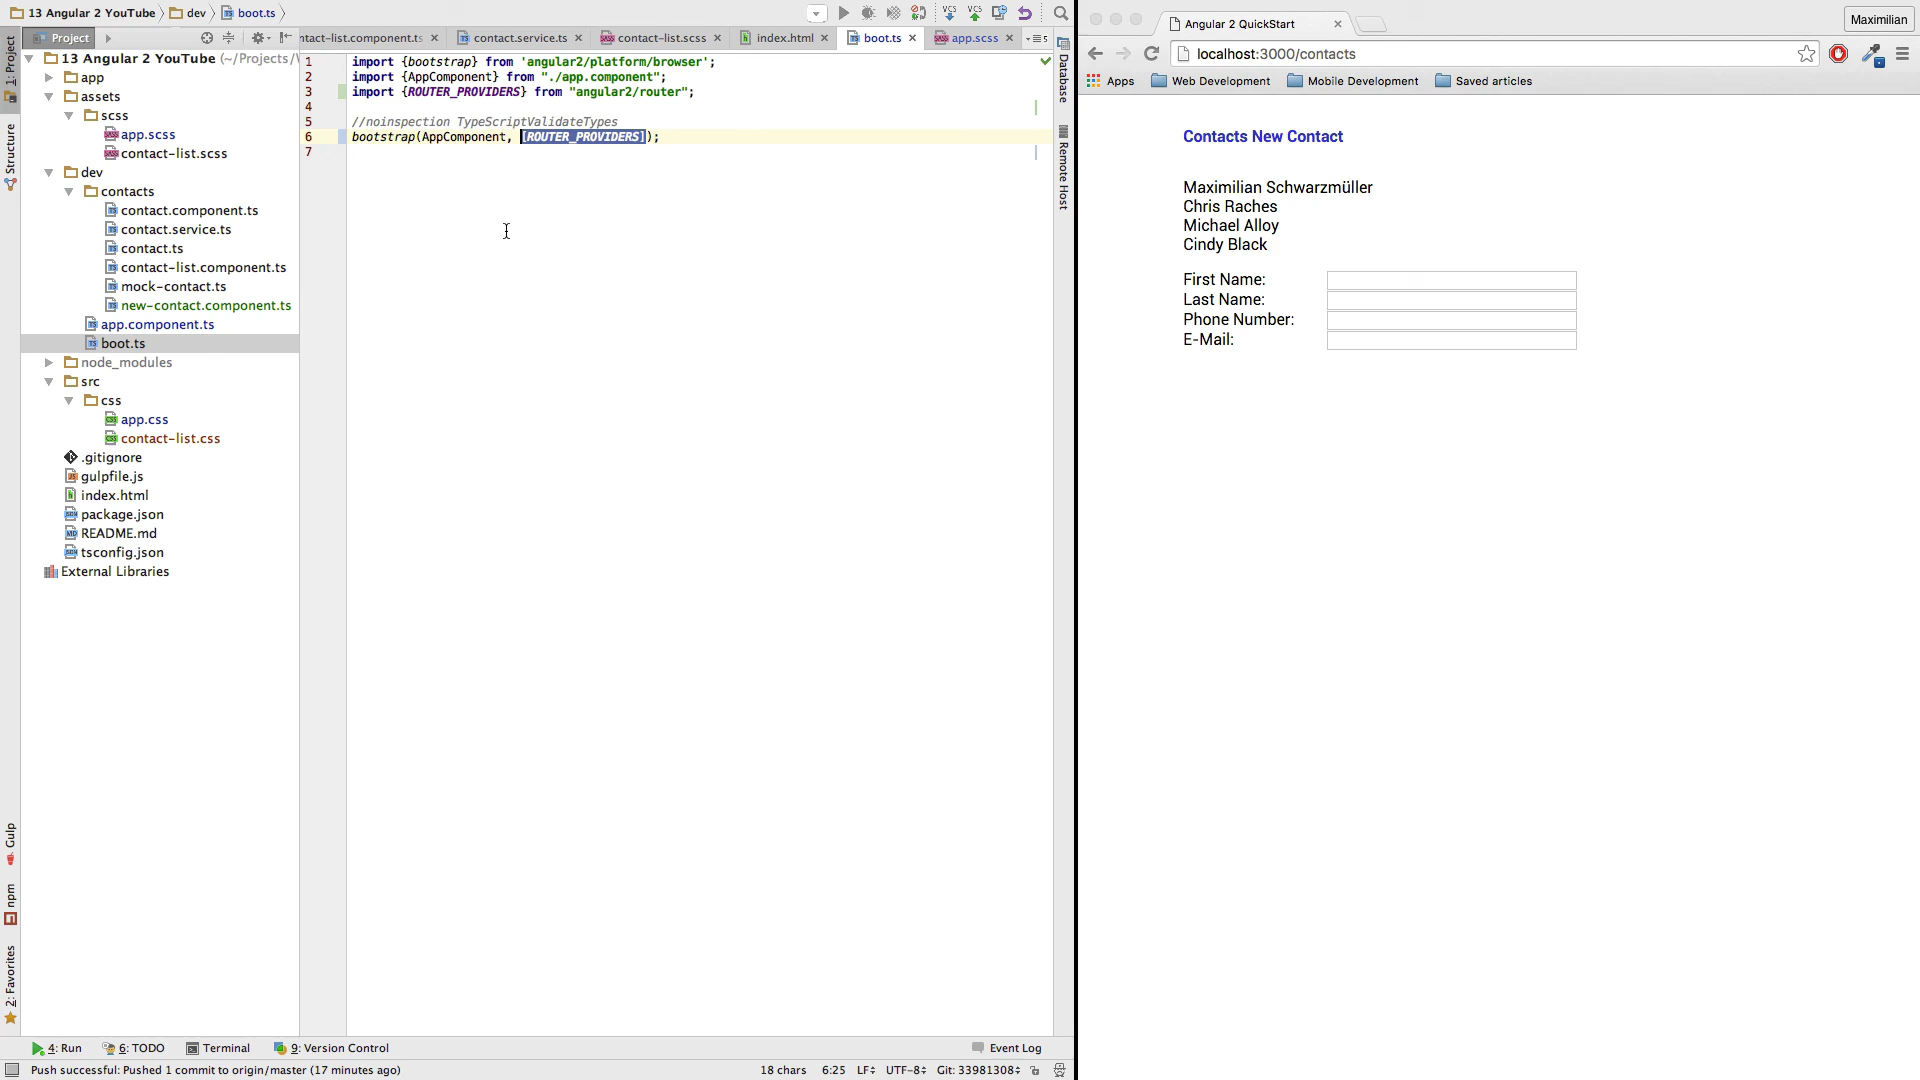 13 Angular 2 YouTube dev boot.ts
Maximilian
Project
ntact-list.component.ts contact.service.ts contact-list.scss index.html boot.ts app.scss
Angular 2 QuickStart
localhost:3000/contacts
Apps Web Development Mobile Development Saved articles
1: Project
Structure
Gulp
npm
2: Favorites
13 Angular 2 YouTube (~/Projects/
app
assets
scss
app.scss
contact-list.scss
dev
contacts
contact.component.ts
contact.service.ts
contact.ts
contact-list.component.ts
mock-contact.ts
new-contact.component.ts
app.component.ts
boot.ts
node_modules
src
css
app.css
contact-list.css
.gitignore
gulpfile.js
index.html
package.json
README.md
tsconfig.json
External Libraries
1 import {bootstrap} from 'angular2/platform/browser';
2 import {AppComponent} from "./app.component";
3 import {ROUTER_PROVIDERS} from "angular2/router";
4
5 //noinspection TypeScriptValidateTypes
6 bootstrap(AppComponent, [ROUTER_PROVIDERS]);
7
Database
Remote Host
Contacts New Contact
Maximilian Schwarzmüller
Chris Raches
Michael Alloy
Cindy Black
First Name:
Last Name:
Phone Number:
E-Mail:
4: Run 6: TODO Terminal 9: Version Control Event Log
Push successful: Pushed 1 commit to origin/master (17 minutes ago) 18 chars 6:25 LF UTF-8 Git: 33981308